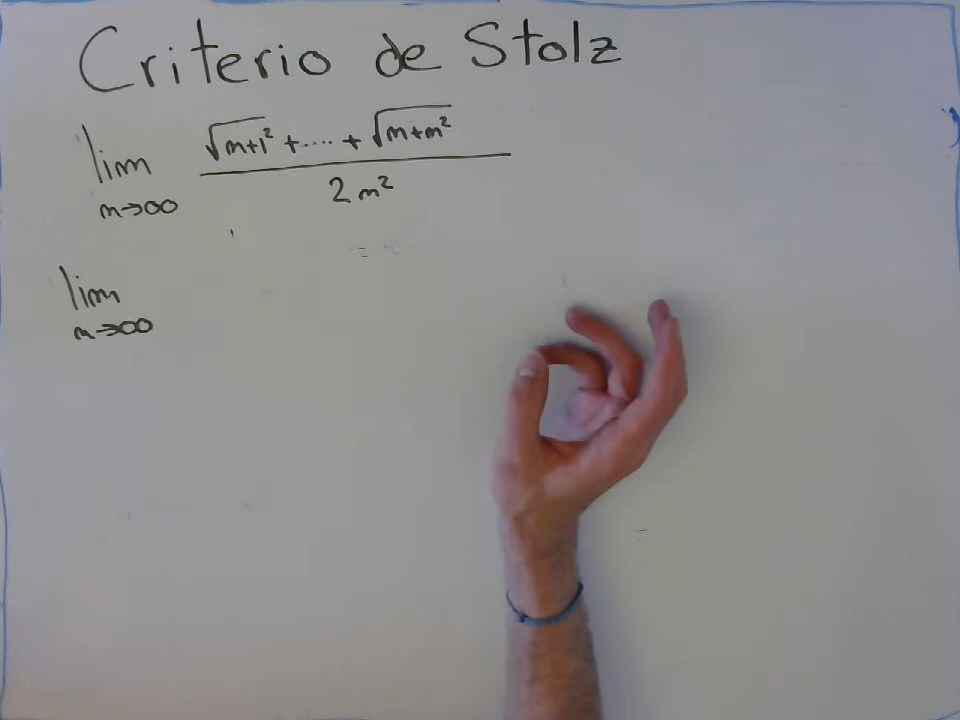 Criterio de Stolz
lim m→∞ (√(m+1²) + .... + √(m+m²)) / 2m²
lim m→∞